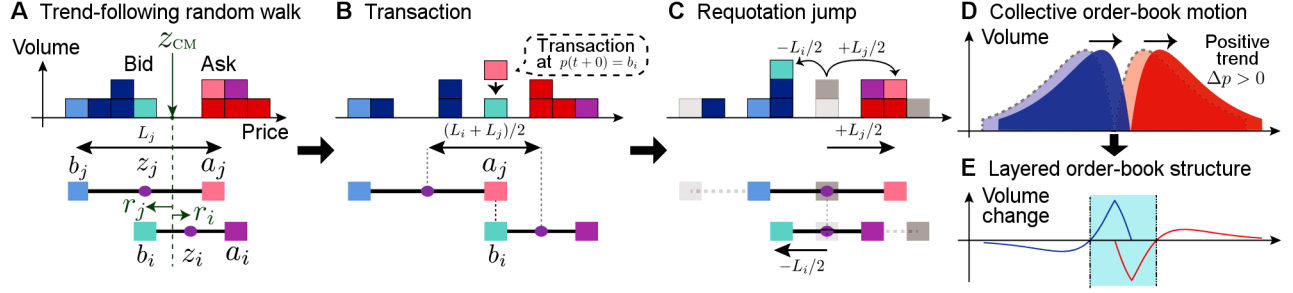 A Trend-following random walk
Volume
z_CM
Bid
Ask
L_j
Price
b_j
z_j
a_j
r_j
r_i
b_i
z_i
a_i
B Transaction
Transaction
at p(t+0) = b_i
(L_i + L_j)/2
a_j
b_i
C Requotation jump
−L_i/2
+L_j/2
+L_j/2
−L_i/2
D Collective order-book motion
Volume
Positive
trend
Δp > 0
E Layered order-book structure
Volume
change